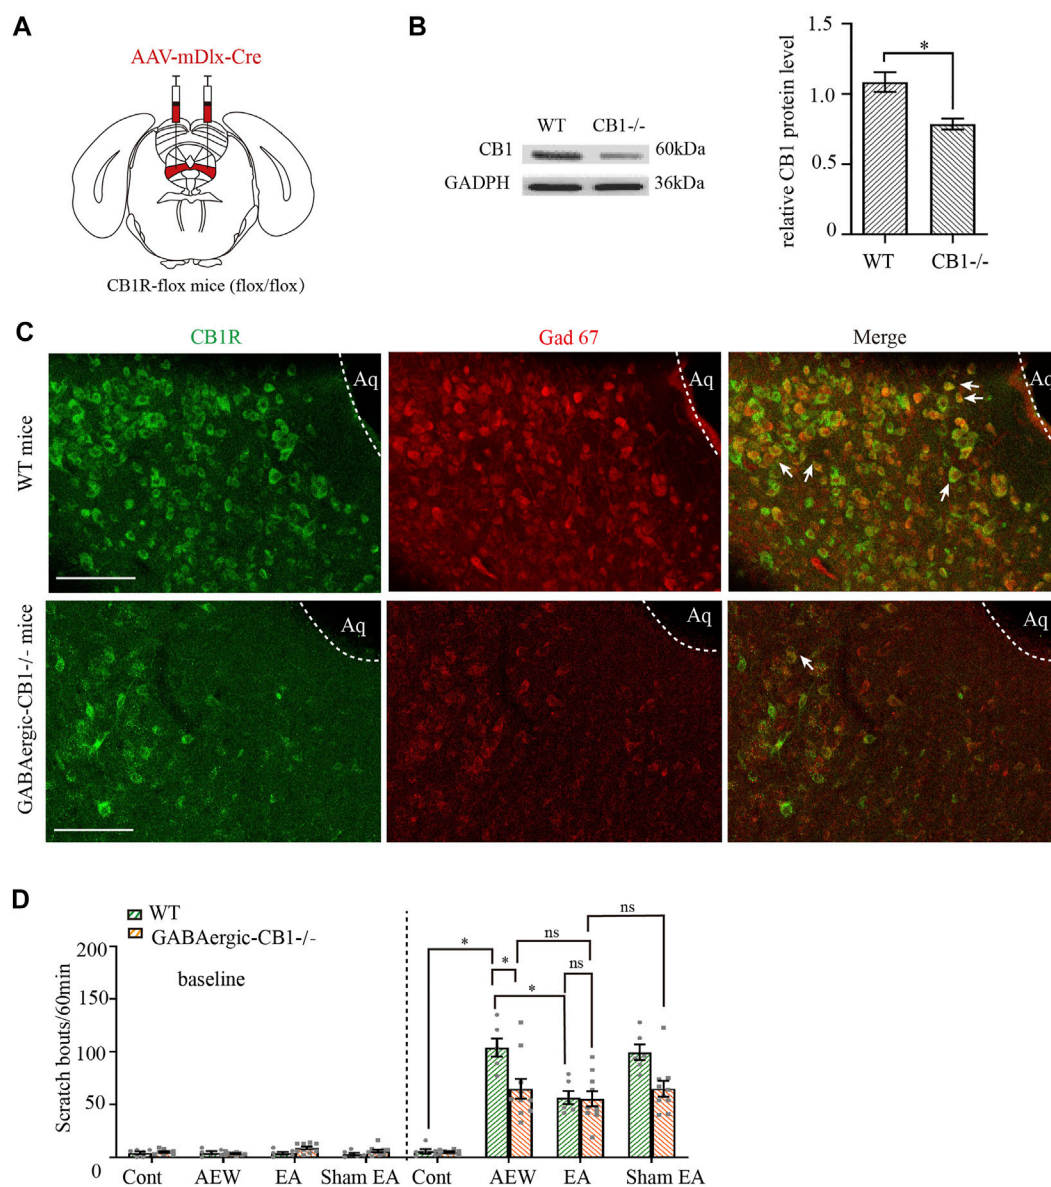 A
AAV-mDlx-Cre
CB1R-flox mice (flox/flox)
B
WT CB1-/-
CB1 60kDa
GADPH 36kDa
relative CB1 protein level
1.5
1.0
0.5
0
*
WT CB1-/-
C
CB1R Gad 67 Merge
WT mice
Aq Aq Aq
GABAergic-CB1-/- mice
Aq Aq Aq
D
WT
GABAergic-CB1-/-
baseline
Scratch bouts/60min
200
150
100
50
0
* * * ns ns ns
Cont AEW EA Sham EA Cont AEW EA Sham EA